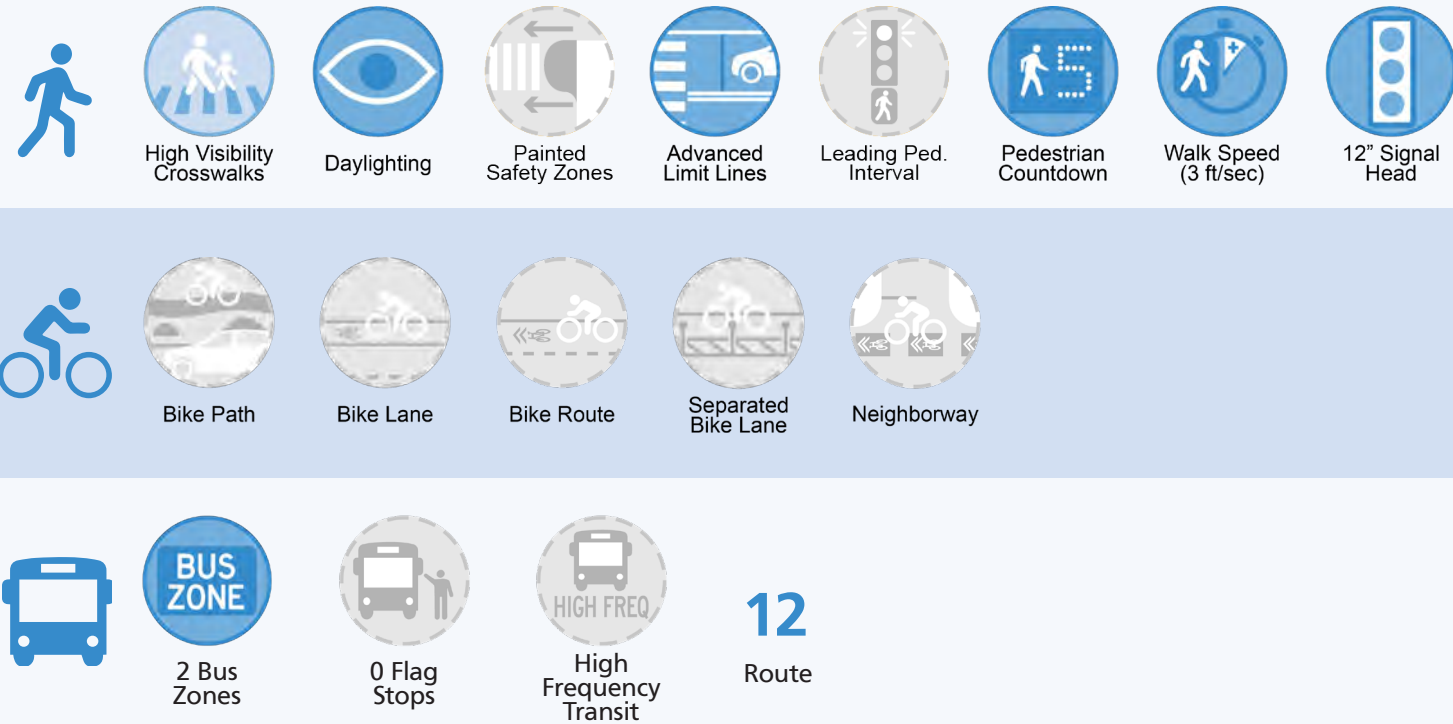 5
High Visibility
Crosswalks
Daylighting
Painted
Safety Zones
Advanced
Limit Lines
Leading Ped.
Interval
Pedestrian
Countdown
Walk Speed
(3 ft/sec)
12” Signal
Head
Bike Path
Bike Lane
Bike Route
Separated
Bike Lane
Neighborway
BUS
ZONE
HIGH FREQ
12
2 Bus
Zones
0 Flag
Stops
High
Frequency
Transit
Route